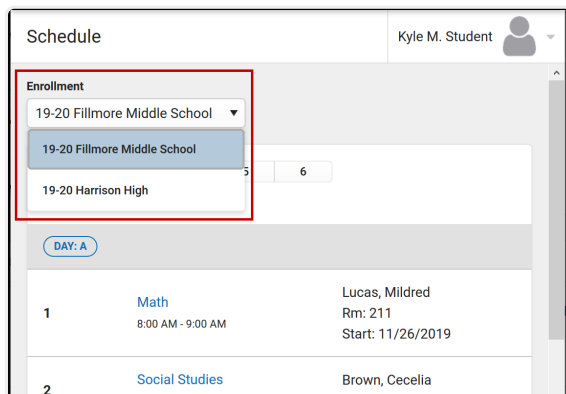 Schedule
Kyle M. Student
Enrollment
19-20 Fillmore Middle School
19-20 Fillmore Middle School
19-20 Harrison High
6
DAY: A
1
Math
8:00 AM - 9:00 AM
Lucas, Mildred
Rm: 211
Start: 11/26/2019
2
Social Studies
Brown, Cecelia